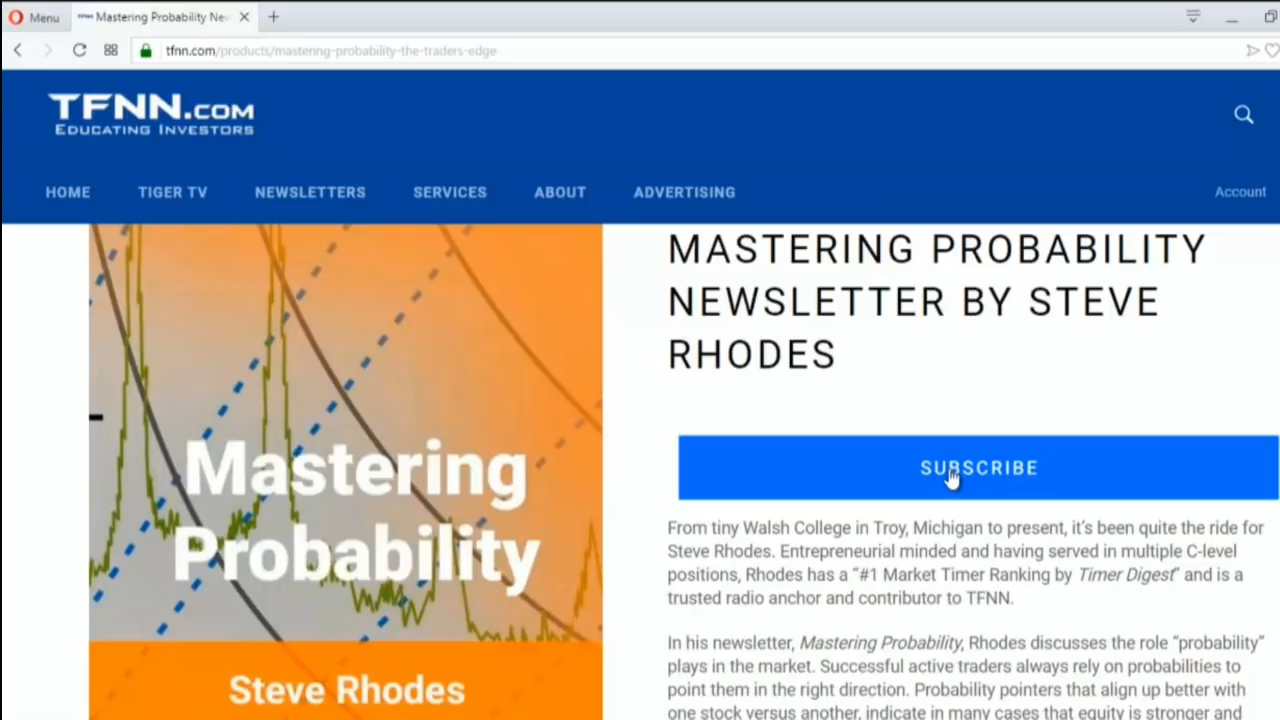 Menu
Mastering Probability Ne
tfnn.com/products/mastering-probability-the-traders-edge
TFNN.COM
EDUCATING INVESTORS
HOME TIGER TV NEWSLETTERS SERVICES ABOUT ADVERTISING Account
MASTERING PROBABILITY
NEWSLETTER BY STEVE
RHODES
Mastering
Probability
Steve Rhodes
SUBSCRIBE
From tiny Walsh College in Troy, Michigan to present, it's been quite the ride for
Steve Rhodes. Entrepreneurial minded and having served in multiple C-level
positions, Rhodes has a “#1 Market Timer Ranking by Timer Digest” and is a
trusted radio anchor and contributor to TFNN.
In his newsletter, Mastering Probability, Rhodes discusses the role “probability”
plays in the market. Successful active traders always rely on probabilities to
point them in the right direction. Probability pointers that align up better with
one stock versus another, indicate in many cases that equity is stronger and